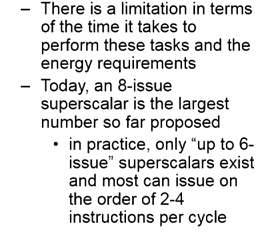 – There is a limitation in terms
of the time it takes to
perform these tasks and the
energy requirements
– Today, an 8-issue
superscalar is the largest
number so far proposed
• in practice, only “up to 6-
issue” superscalars exist
and most can issue on
the order of 2-4
instructions per cycle